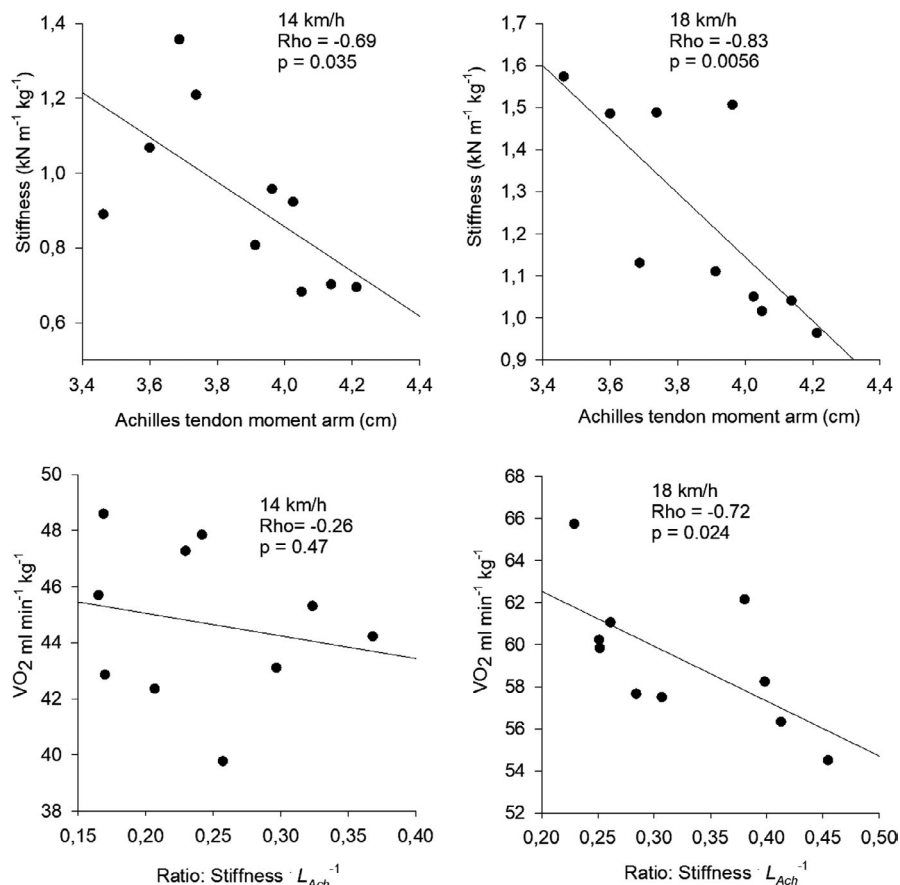 14 km/h
Rho = -0.69
p = 0.035
Stiffness (kN m⁻¹ kg⁻¹)
1,4
1,2
1,0
0,8
0,6
3,4 3,6 3,8 4,0 4,2 4,4
Achilles tendon moment arm (cm)
18 km/h
Rho = -0.83
p = 0.0056
Stiffness (kN m⁻¹ kg⁻¹)
1,7
1,6
1,5
1,4
1,3
1,2
1,1
1,0
0,9
3,4 3,6 3,8 4,0 4,2 4,4
Achilles tendon moment arm (cm)
14 km/h
Rho= -0.26
p = 0.47
VO₂ ml min⁻¹ kg⁻¹
50
48
46
44
42
40
38
0,15 0,20 0,25 0,30 0,35 0,40
Ratio: Stiffness · L_Ach⁻¹
18 km/h
Rho = -0.72
p = 0.024
VO₂ ml min⁻¹ kg⁻¹
68
66
64
62
60
58
56
54
52
0,20 0,25 0,30 0,35 0,40 0,45 0,50
Ratio: Stiffness · L_Ach⁻¹